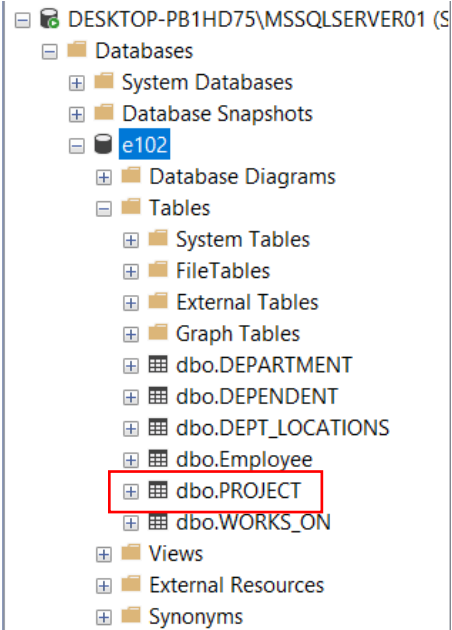 DESKTOP-PB1HD75\MSSQLSERVER01 (S
Databases
System Databases
Database Snapshots
e102
Database Diagrams
Tables
System Tables
FileTables
External Tables
Graph Tables
dbo.DEPARTMENT
dbo.DEPENDENT
dbo.DEPT_LOCATIONS
dbo.Employee
dbo.PROJECT
dbo.WORKS_ON
Views
External Resources
Synonyms